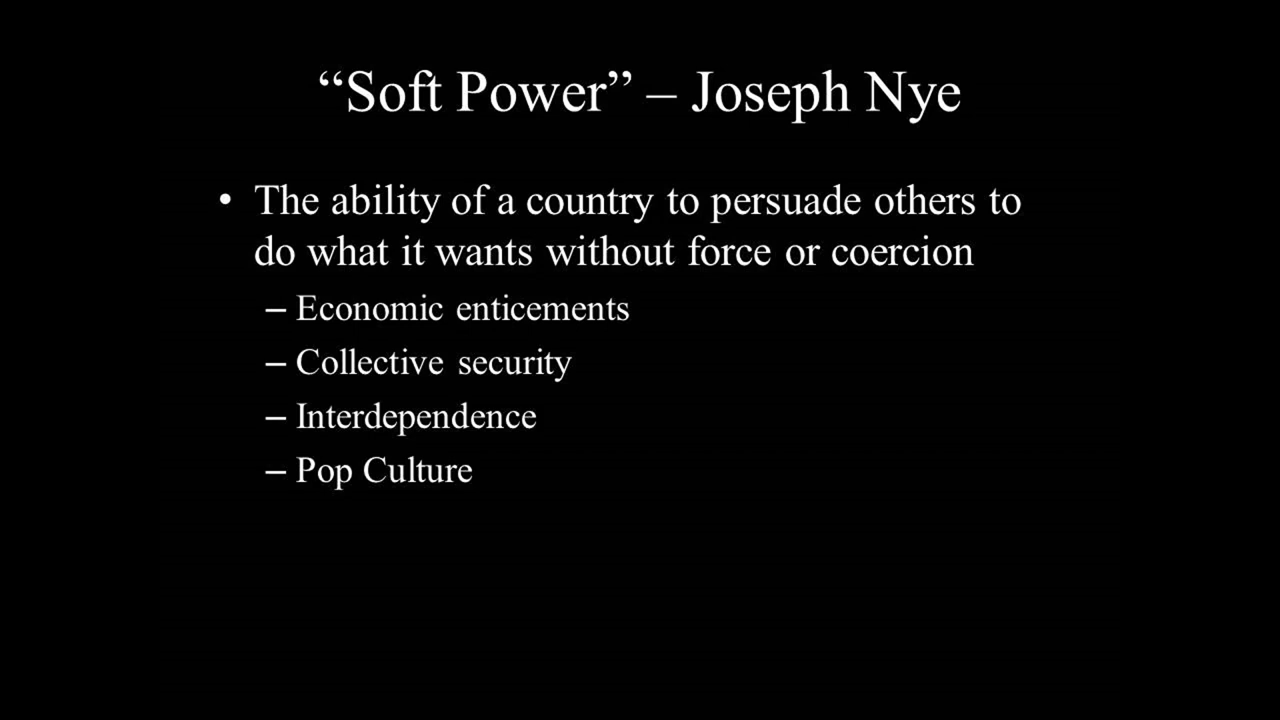 “Soft Power” – Joseph Nye
• The ability of a country to persuade others to
do what it wants without force or coercion
– Economic enticements
– Collective security
– Interdependence
– Pop Culture